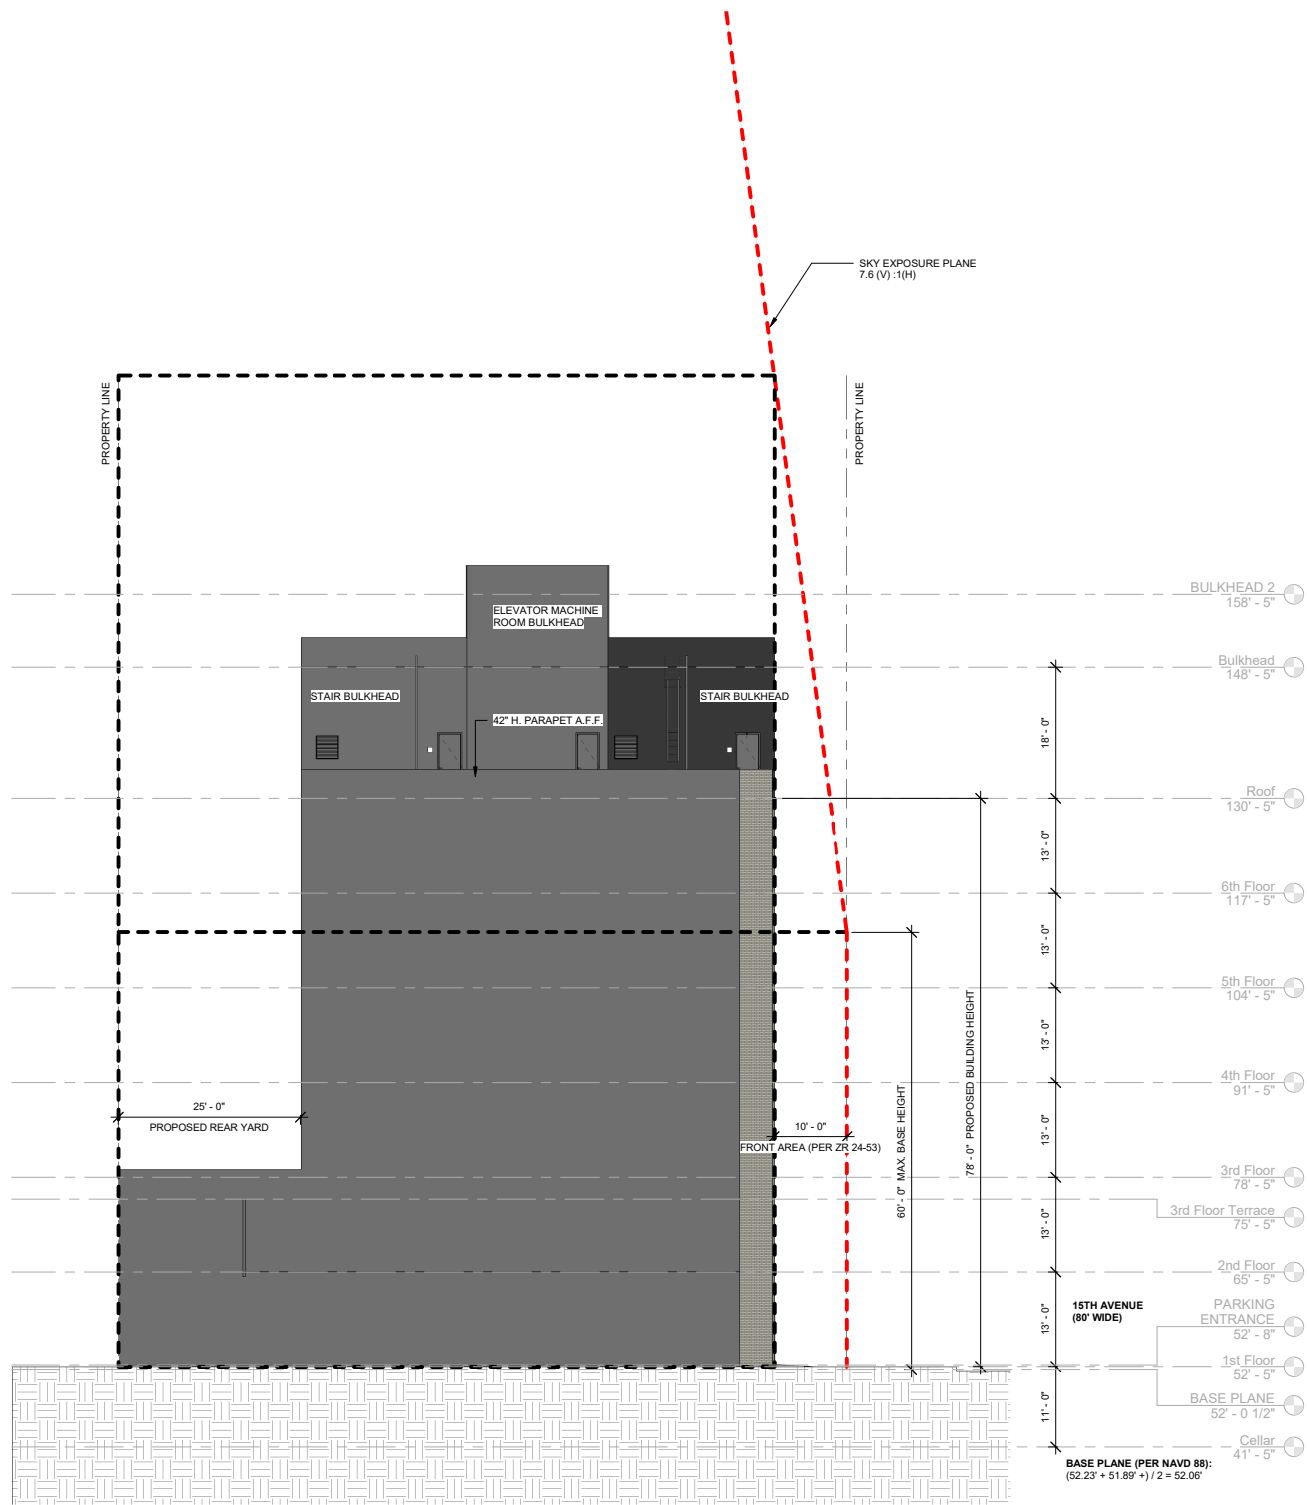 SKY EXPOSURE PLANE
7.6 (V) :1(H)
PROPERTY LINE
PROPERTY LINE
BULKHEAD 2
158' - 5"
ELEVATOR MACHINE
ROOM BULKHEAD
Bulkhead
148' - 5"
STAIR BULKHEAD
STAIR BULKHEAD
42" H. PARAPET A.F.F.
18' - 0"
Roof
130' - 5"
13' - 0"
6th Floor
117' - 5"
13' - 0"
5th Floor
104' - 5"
13' - 0"
4th Floor
91' - 5"
25' - 0"
PROPOSED REAR YARD
10' - 0"
FRONT AREA (PER ZR 24-53)
60' - 0" MAX. BASE HEIGHT
78' - 0" PROPOSED BUILDING HEIGHT
13' - 0"
3rd Floor
78' - 5"
3rd Floor Terrace
75' - 5"
13' - 0"
2nd Floor
65' - 5"
15TH AVENUE
(80' WIDE)
13' - 0"
PARKING
ENTRANCE
52' - 8"
1st Floor
52' - 5"
BASE PLANE
52' - 0 1/2"
11' - 0"
Cellar
41' - 5"
BASE PLANE (PER NAVD 88):
(52.23' + 51.89' +) / 2 = 52.06'